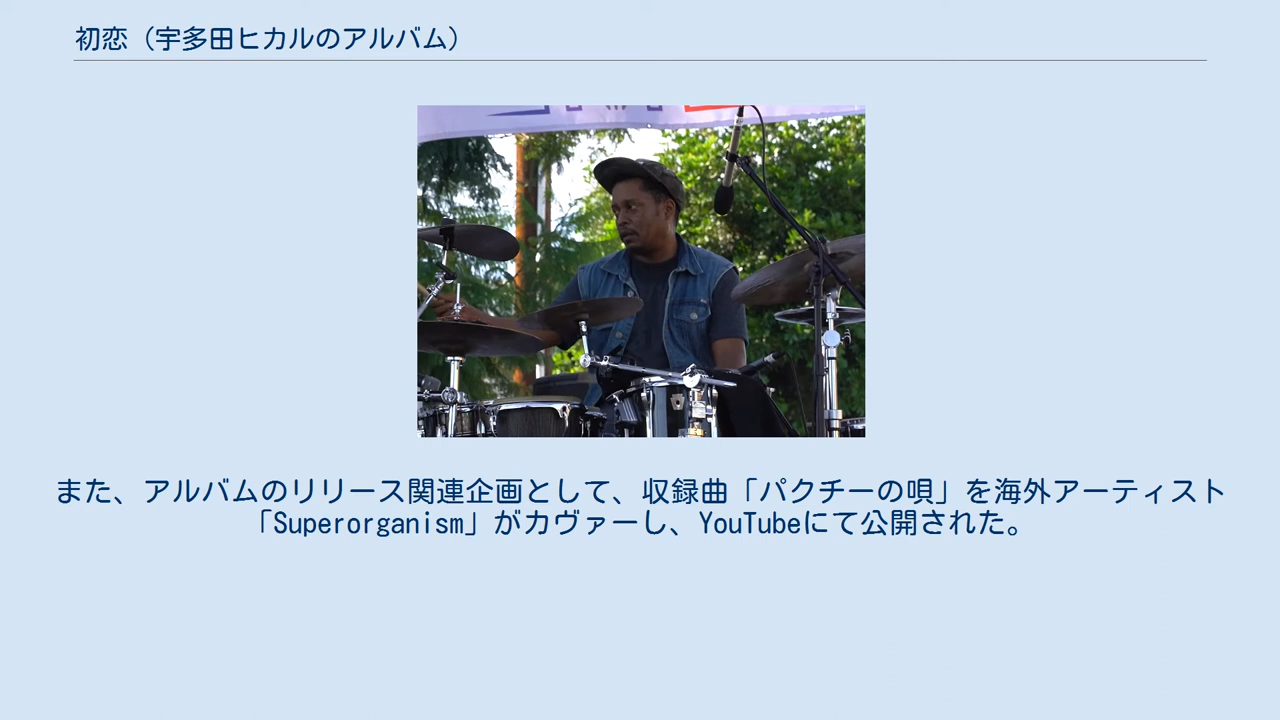 初恋（宇多田ヒカルのアルバム）
また、アルバムのリリース関連企画として、収録曲「パクチーの唄」を海外アーティスト
「Superorganism」がカヴァーし、YouTubeにて公開された。